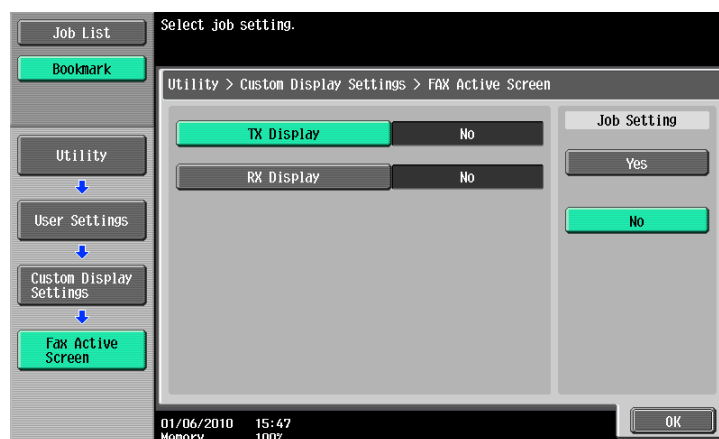 Job List
Bookmark
Utility
User Settings
Custom Display
Settings
Fax Active
Screen
Select job setting.
Utility > Custom Display Settings > FAX Active Screen
TX Display No
RX Display No
Job Setting
Yes
No
01/06/2010 15:47
Memory 100%
OK